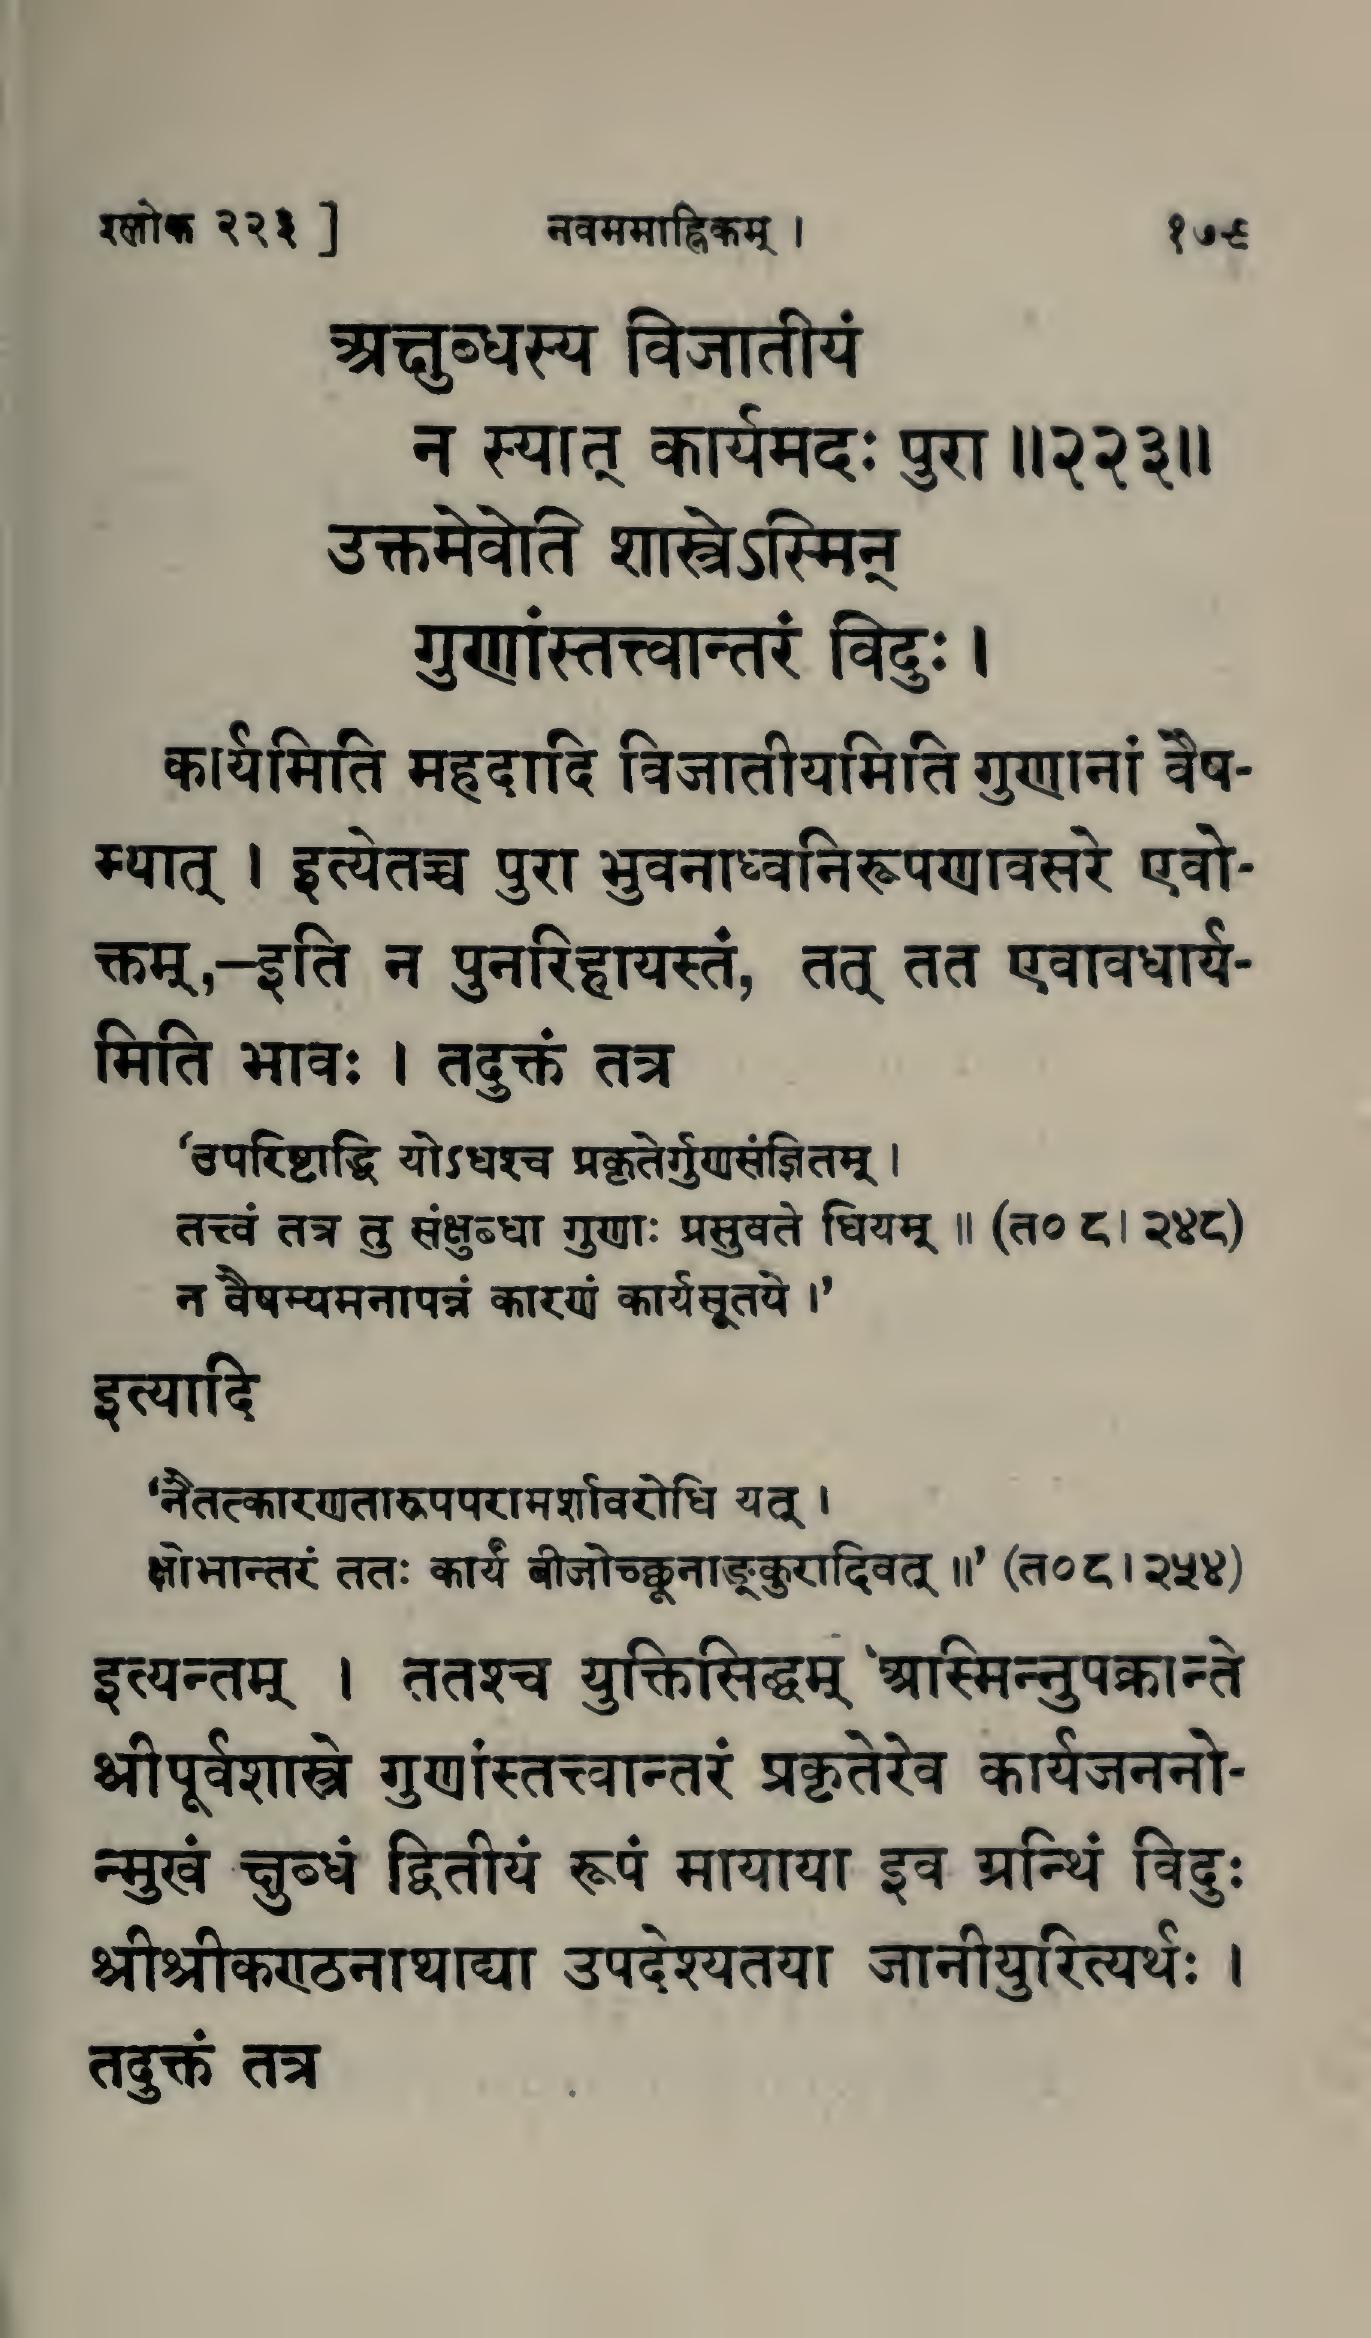 श्लोक २२३ ] नवममाह्निकम् । १७९
अक्षुब्धस्य विजातीयं
न स्यात् कार्यमदः पुरा ॥२२३॥
उक्तमेवेति शास्त्रेऽस्मिन्
गुणांस्तत्त्वान्तरं विदुः ।
कार्यमिति महदादि विजातीयमिति गुणानां वैष-
म्यात् । इत्येतच्च पुरा भुवनाध्वनिरूपणावसरे एवो-
क्तम्,—इति न पुनरिहायस्तं, तत् तत एवावधार्य-
मिति भावः । तदुक्तं तत्र
‘उपरिष्टाद्धि योऽधश्च प्रकृतेर्गुणसंज्ञितम् ।
तत्त्वं तत्र तु संक्षुब्धा गुणाः प्रसुवते धियम् ॥ (त० ८। २४८)
न वैषम्यमनापन्नं कारणं कार्यसूतये ।’
इत्यादि
‘नैतत्कारणतारूपपरामर्शावरोधि यत् ।
क्षोभान्तरं ततः कार्यं बीजोच्छूनाङ्कुरादिवत् ॥’ (त०८।२५४)
इत्यन्तम् । ततश्च युक्तिसिद्धम् अस्मिन्नुपक्रान्ते
श्रीपूर्वशास्त्रे गुणांस्तत्त्वान्तरं प्रकृतेरेव कार्यजननो-
न्मुखं क्षुब्धं द्वितीयं रूपं मायाया इव ग्रन्थिं विदुः
श्रीश्रीकण्ठनाथाद्या उपदेश्यतया जानीयुरित्यर्थः ।
तदुक्तं तत्र